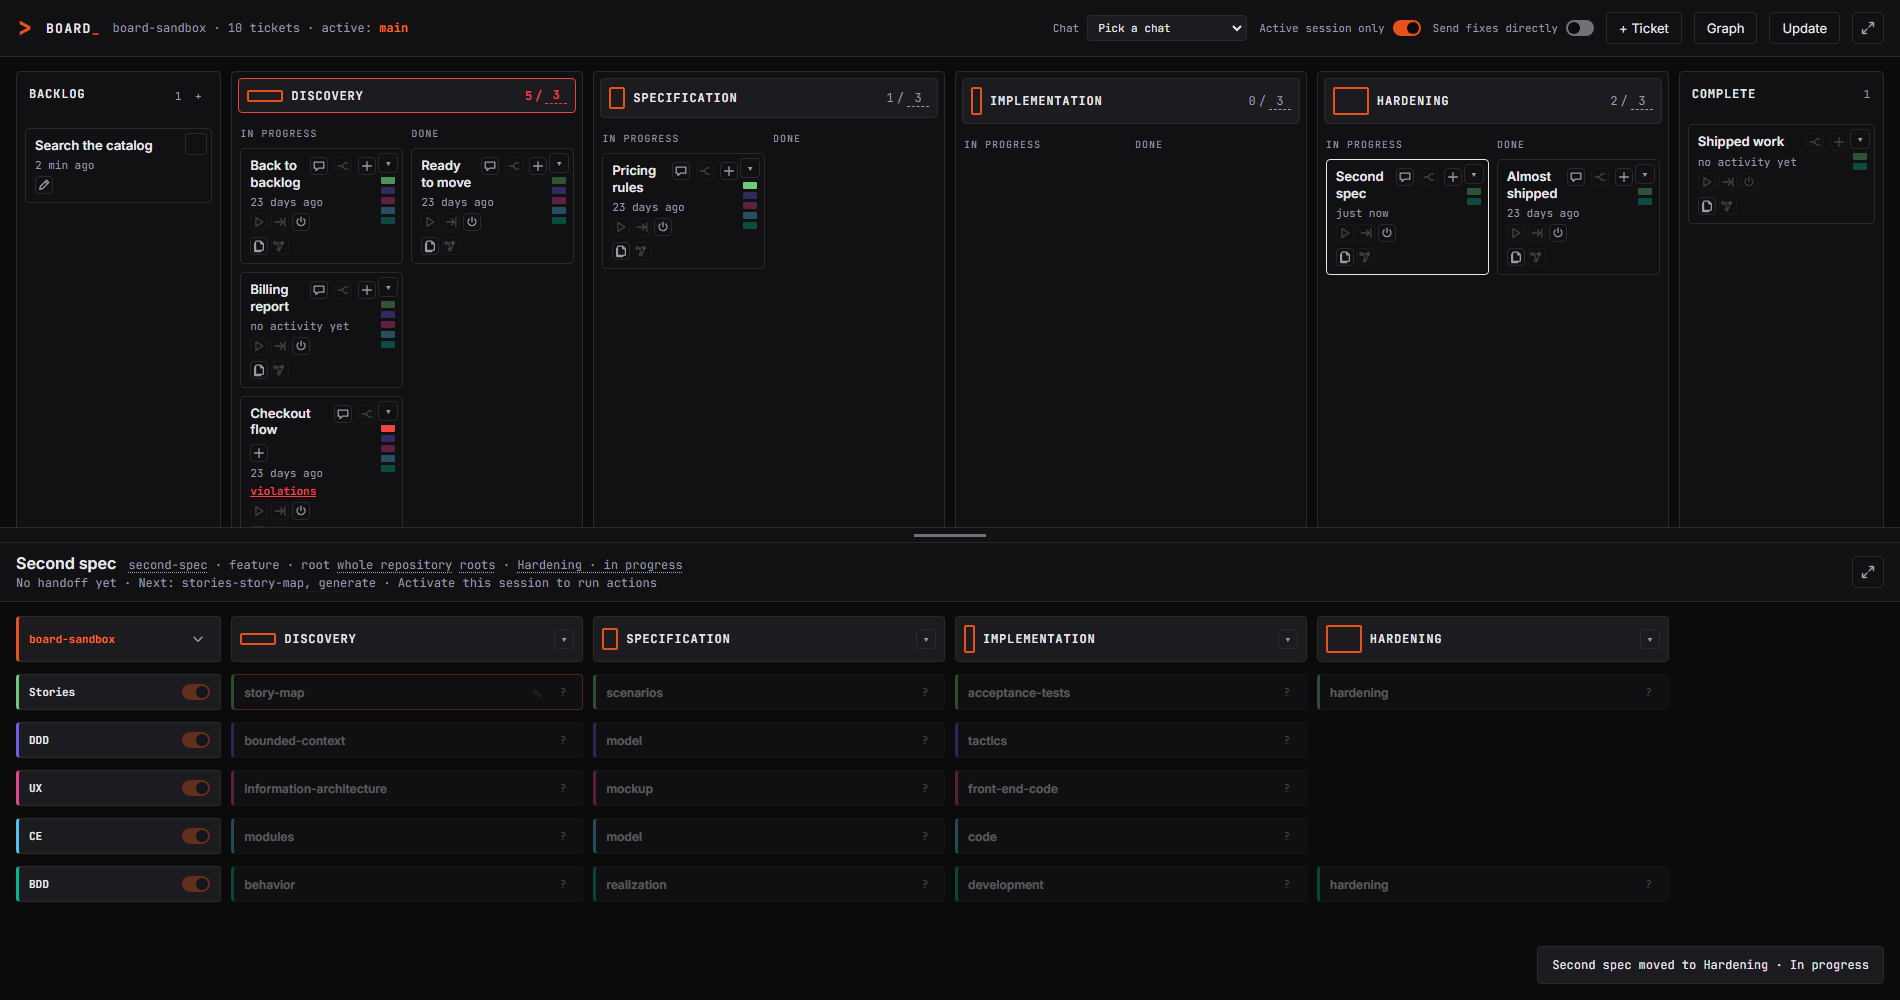 BOARD_ board-sandbox · 10 tickets · active: main
Chat Pick a chat Active session only Send fixes directly + Ticket Graph Update
BACKLOG 1 +
Search the catalog
2 min ago
DISCOVERY 5 / 3
IN PROGRESS DONE
Back to backlog
23 days ago
Ready to move
23 days ago
Billing report
no activity yet
Checkout flow
23 days ago
violations
SPECIFICATION 1 / 3
IN PROGRESS DONE
Pricing rules
23 days ago
IMPLEMENTATION 0 / 3
IN PROGRESS DONE
HARDENING 2 / 3
IN PROGRESS DONE
Second spec
just now
Almost shipped
23 days ago
COMPLETE 1
Shipped work
no activity yet
Second spec second-spec · feature · root whole repository roots · Hardening · in progress
No handoff yet · Next: stories-story-map, generate · Activate this session to run actions
board-sandbox DISCOVERY SPECIFICATION IMPLEMENTATION HARDENING
Stories story-map ? scenarios ? acceptance-tests ? hardening ?
DDD bounded-context ? model ? tactics ?
UX information-architecture ? mockup ? front-end-code ?
CE modules ? model ? code ?
BDD behavior ? realization ? development ? hardening ?
Second spec moved to Hardening · In progress